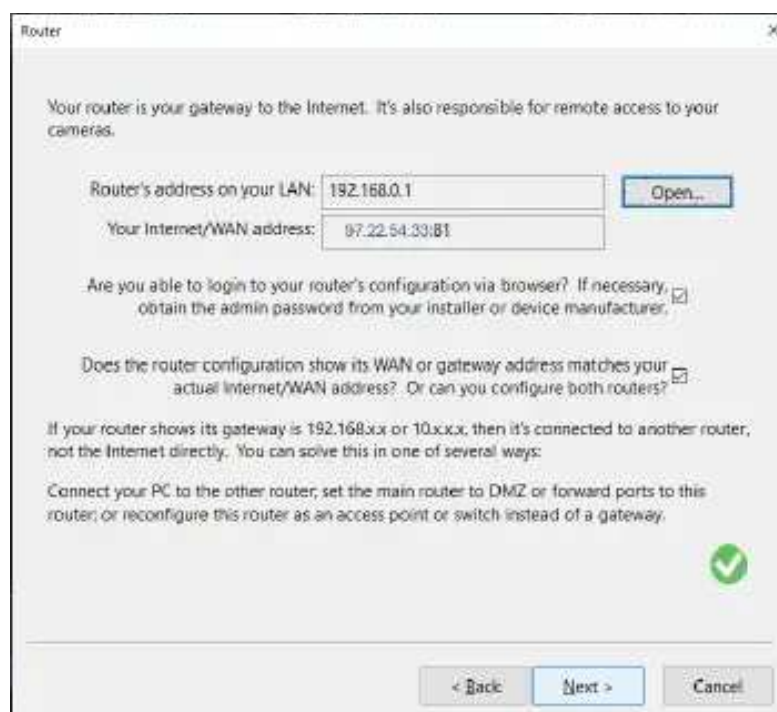 Router
Your router is your gateway to the Internet. It's also responsible for remote access to your
cameras.
Router's address on your LAN: 192.168.0.1 Open...
Your Internet/WAN address: 97.22.54.33:81
Are you able to login to your router's configuration via browser? If necessary,
obtain the admin password from your installer or device manufacturer.
Does the router configuration show its WAN or gateway address matches your
actual Internet/WAN address? Or can you configure both routers?
If your router shows its gateway is 192.168.x.x or 10.x.x.x, then it's connected to another router,
not the Internet directly. You can solve this in one of several ways:
Connect your PC to the other router; set the main router to DMZ or forward ports to this
router; or reconfigure this router as an access point or switch instead of a gateway.
< Back Next > Cancel